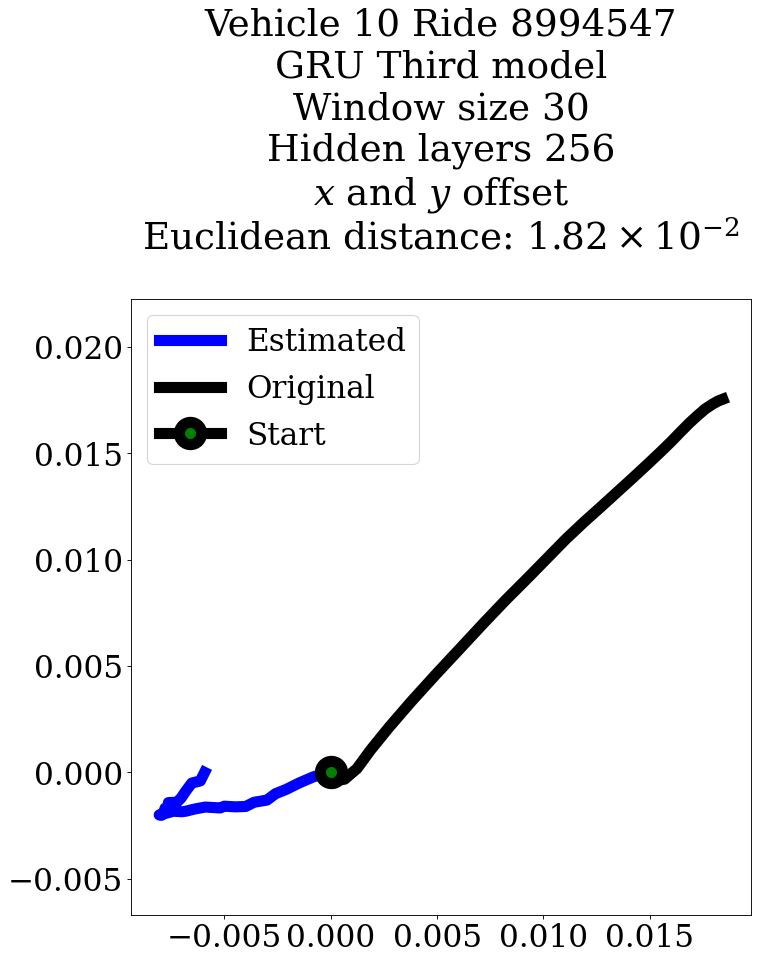 Vehicle 10 Ride 8994547
GRU Third model
Window size 30
Hidden layers 256
x and y offset
Euclidean distance: 1.82 × 10⁻²
Estimated
Original
Start
0.020
0.015
0.010
0.005
0.000
−0.005
−0.005 0.000 0.005 0.010 0.015